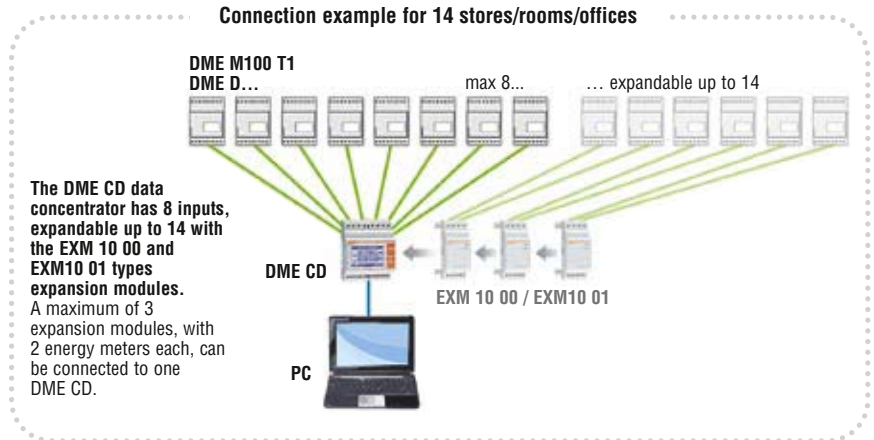 Connection example for 14 stores/rooms/offices
DME M100 T1
DME D...
max 8...
... expandable up to 14
The DME CD data
concentrator has 8 inputs,
expandable up to 14 with
the EXM 10 00 and
EXM10 01 types
expansion modules.
A maximum of 3
expansion modules, with
2 energy meters each, can
be connected to one
DME CD.
DME CD
EXM 10 00 / EXM10 01
PC